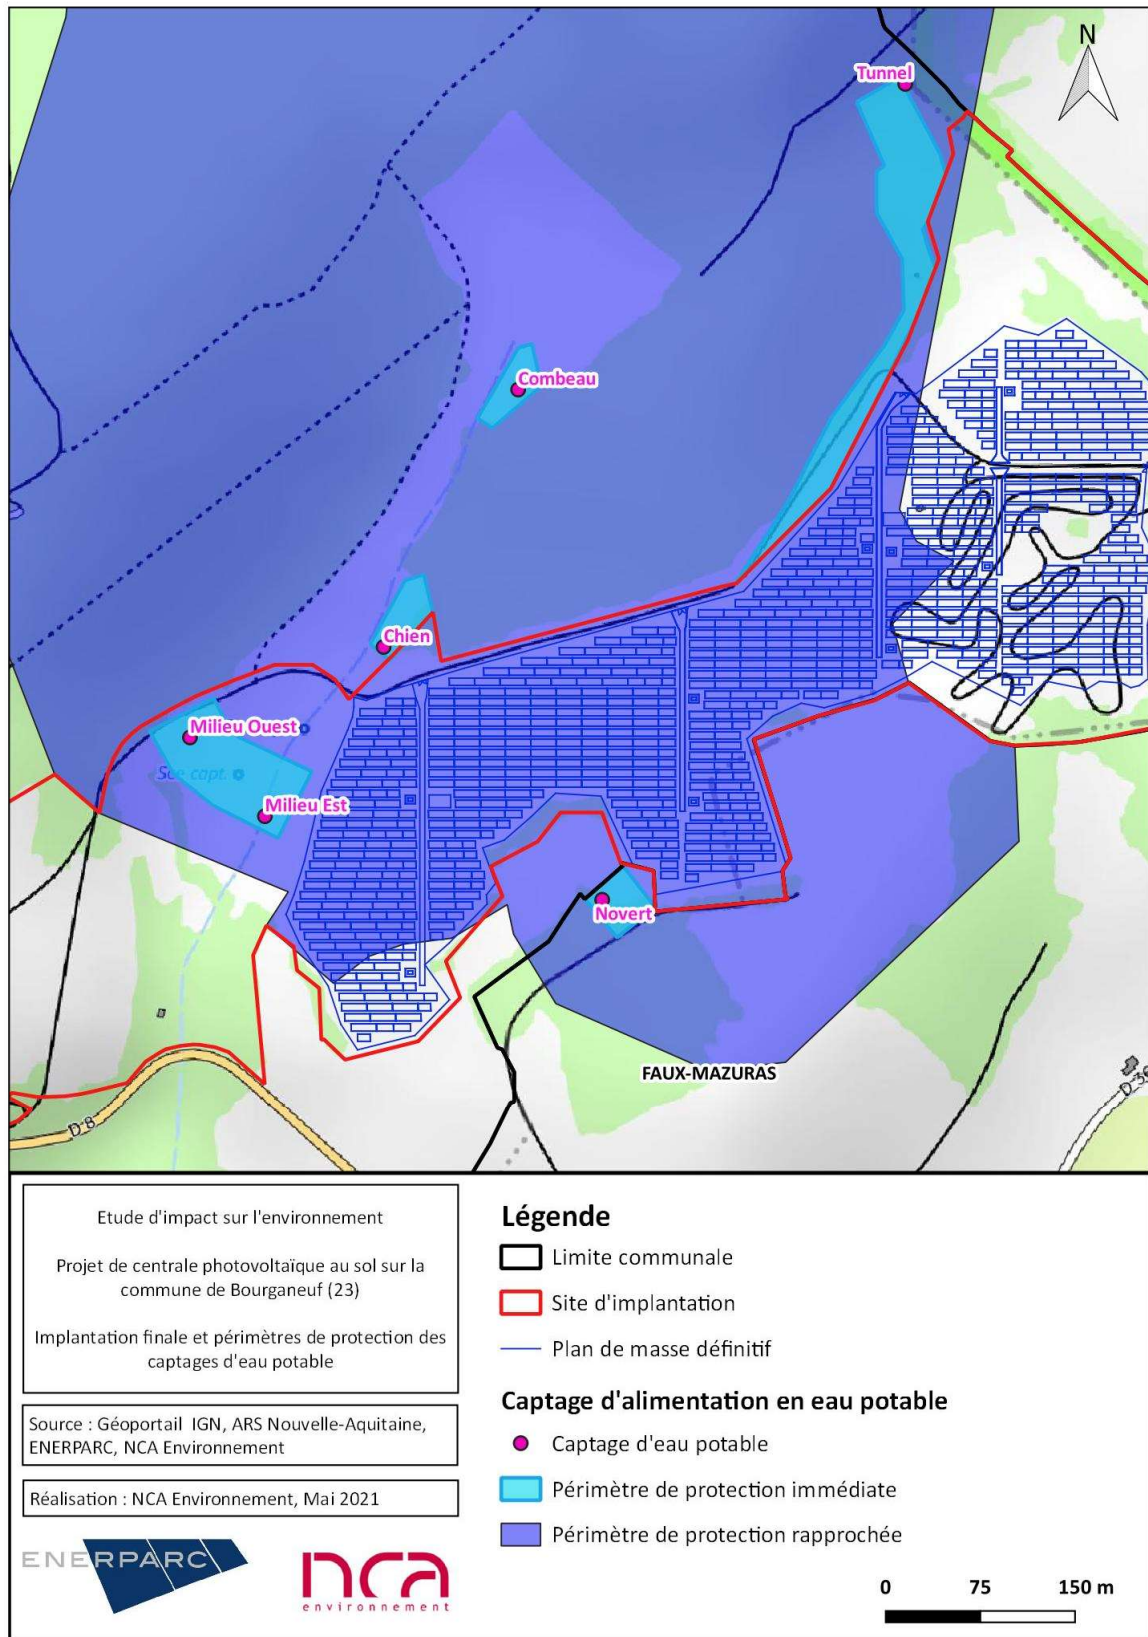 N
Tunnel
Combeau
Chien
Milieu Ouest
Sce capt.
Milieu Est
Novert
FAUX-MAZURAS
D 8
Etude d'impact sur l'environnement
Projet de centrale photovoltaïque au sol sur la
commune de Bourganeuf (23)
Implantation finale et périmètres de protection des
captages d'eau potable
Source : Géoportail IGN, ARS Nouvelle-Aquitaine,
ENERPARC, NCA Environnement
Réalisation : NCA Environnement, Mai 2021
ENERPARC
nca
environnement
Légende
Limite communale
Site d'implantation
Plan de masse définitif
Captage d'alimentation en eau potable
Captage d'eau potable
Périmètre de protection immédiate
Périmètre de protection rapprochée
0 75 150 m